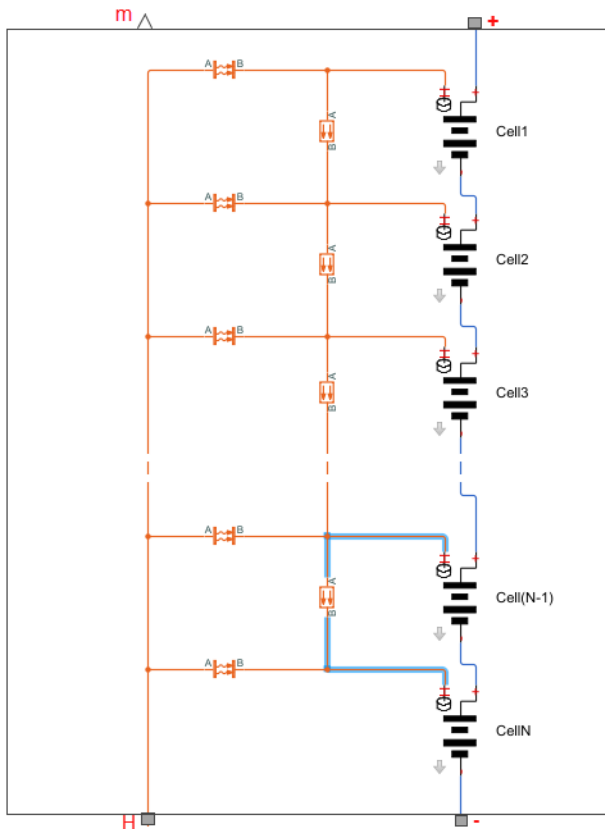 m +
A B
Cell1
A
B
A B
Cell2
A
B
A B
Cell3
A
B
A B
Cell(N-1)
A
B
A B
CellN
H -